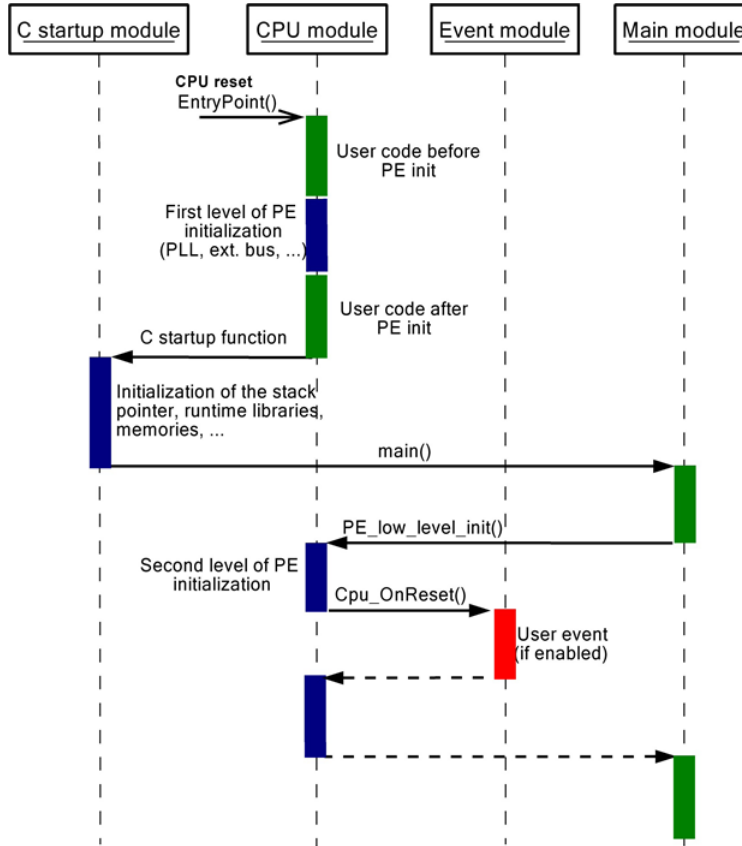 C startup module
CPU module
Event module
Main module
CPU reset
EntryPoint()
User code before
PE init
First level of PE
initialization
(PLL, ext. bus, ...)
User code after
PE init
C startup function
Initialization of the stack
pointer, runtime libraries,
memories, ...
main()
PE_low_level_init()
Second level of PE
initialization
Cpu_OnReset()
User event
(if enabled)